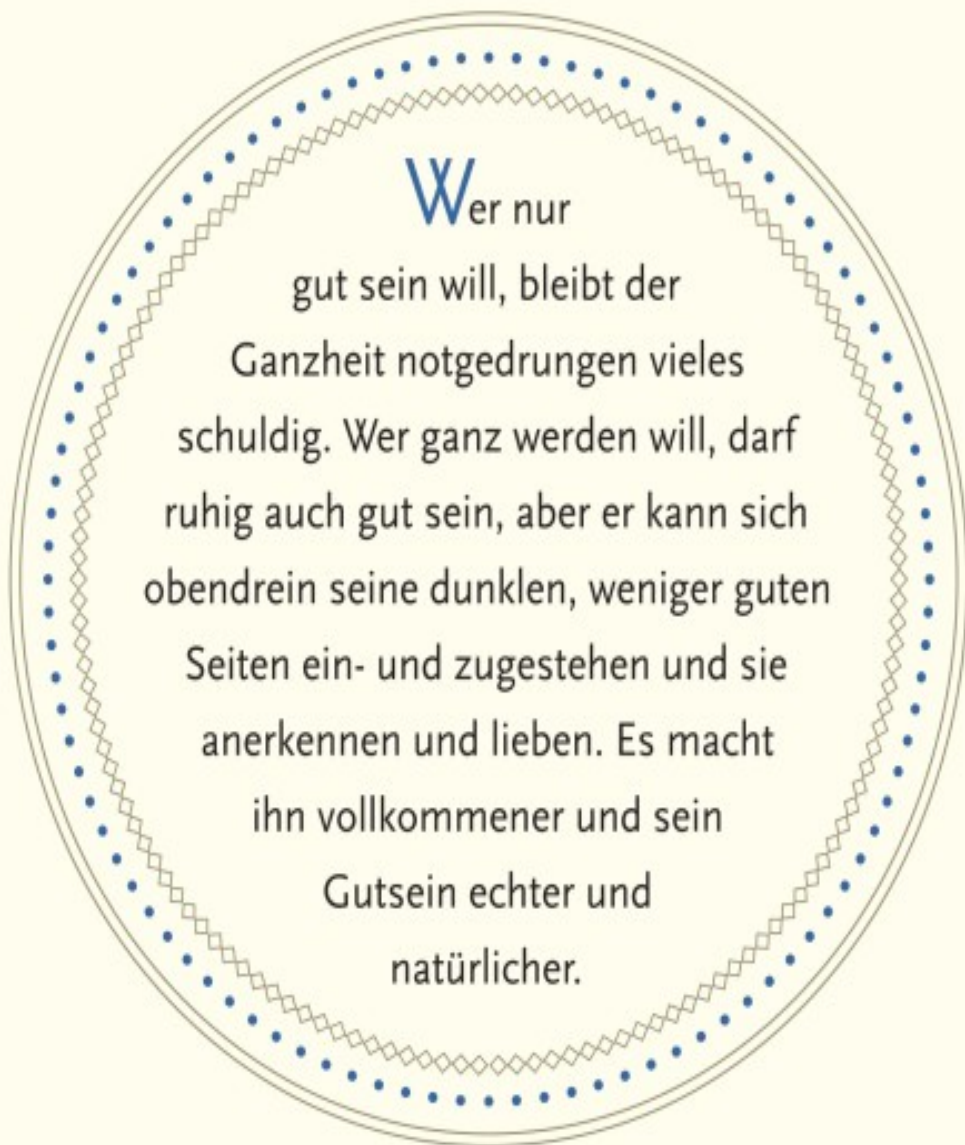 Wer nur
gut sein will, bleibt der
Ganzheit notgedrungen vieles
schuldig. Wer ganz werden will, darf
ruhig auch gut sein, aber er kann sich
obendrein seine dunklen, weniger guten
Seiten ein- und zugestehen und sie
anerkennen und lieben. Es macht
ihn vollkommener und sein
Gutsein echter und
natürlicher.